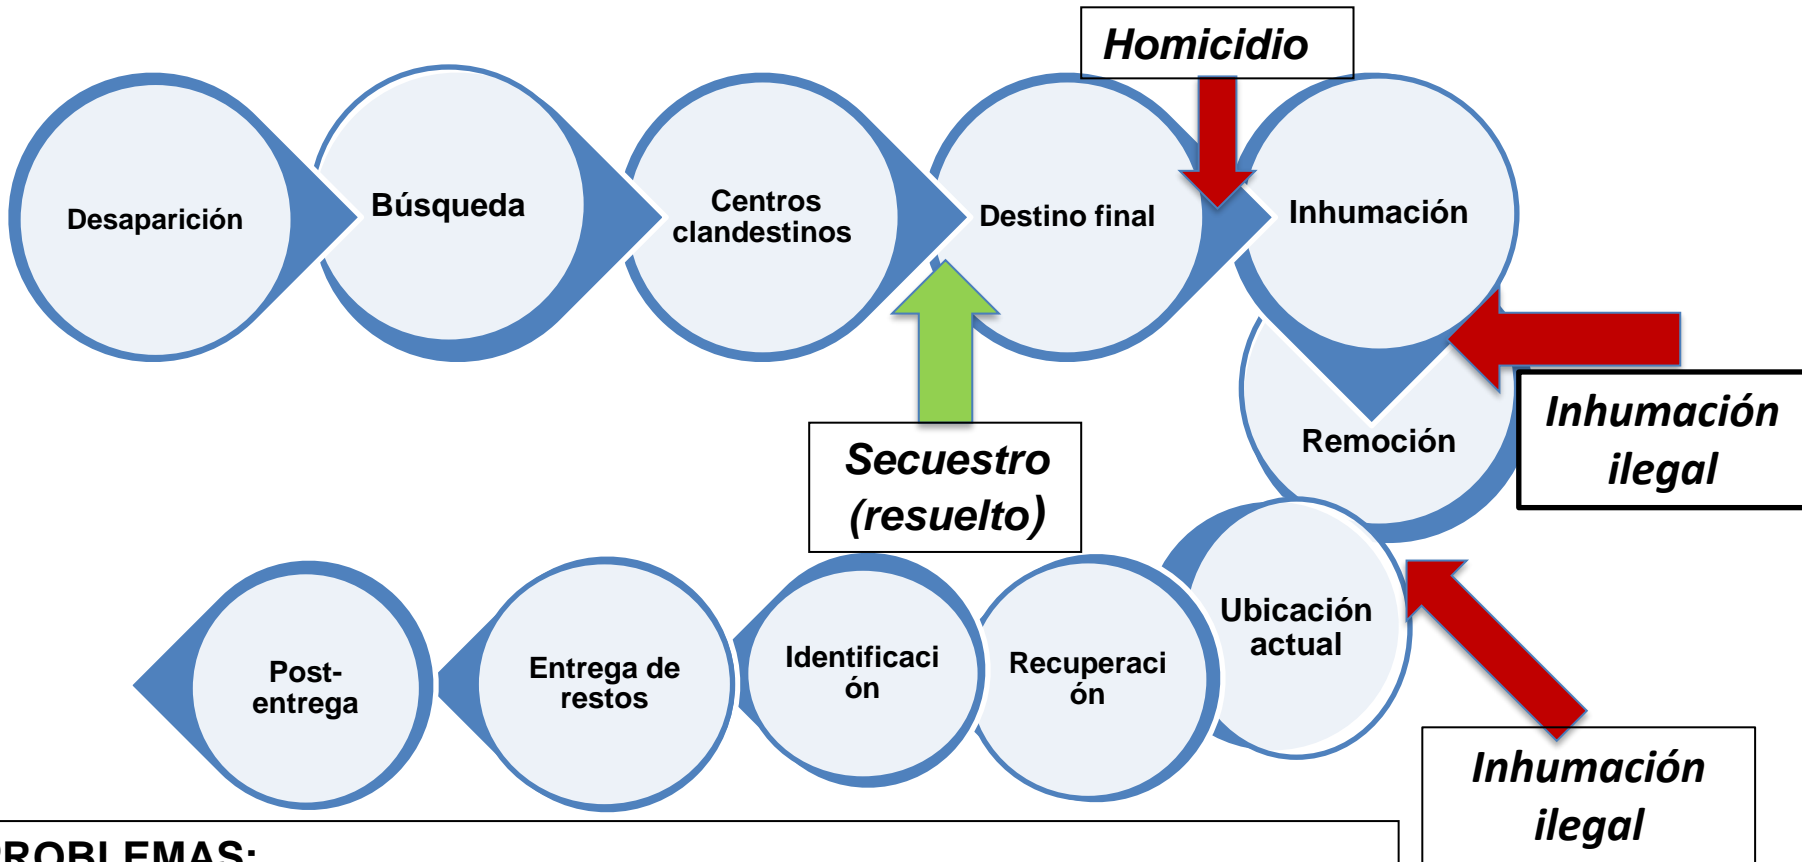 Homicidio
Desaparición
Búsqueda
Centros
clandestinos
Destino final
Inhumación
Remoción
Inhumación
ilegal
Secuestro
(resuelto)
Ubicación
actual
Recuperaci
ón
Identificaci
ón
Entrega de
restos
Post-
entrega
Inhumación
ilegal
PROBLEMAS: